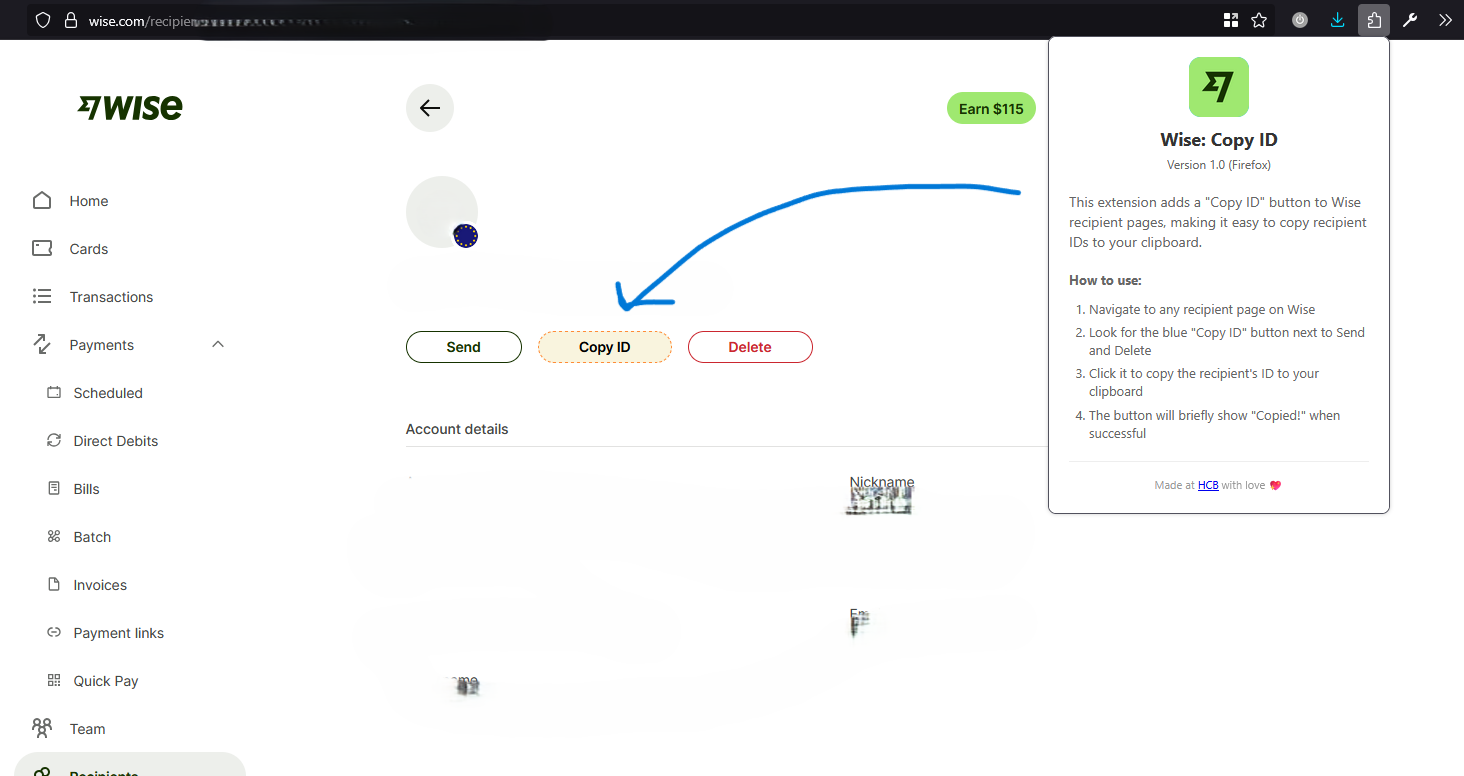 wise.com/recipien
WISE
Earn $115
Home
Cards
Transactions
Payments
Scheduled
Direct Debits
Bills
Batch
Invoices
Payment links
Quick Pay
Team
Recipients
Send
Copy ID
Delete
Account details
Nickname
Wise: Copy ID
Version 1.0 (Firefox)
This extension adds a "Copy ID" button to Wise
recipient pages, making it easy to copy recipient
IDs to your clipboard.
How to use:
1. Navigate to any recipient page on Wise
2. Look for the blue "Copy ID" button next to Send
and Delete
3. Click it to copy the recipient's ID to your
clipboard
4. The button will briefly show "Copied!" when
successful
Made at HCB with love 💖